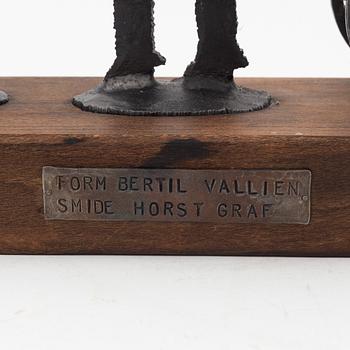 FORM BERTIL VALLIEN
SMIDE HORST GRAF